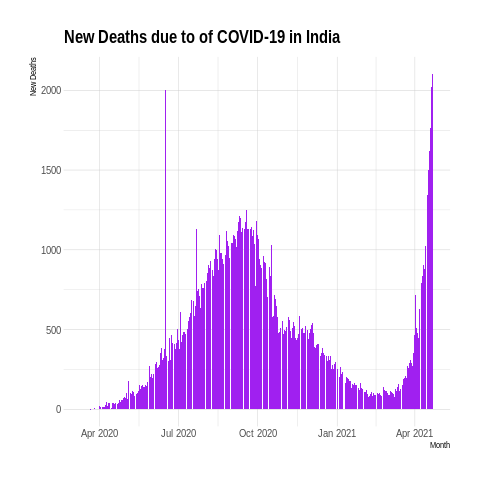 New Deaths due to of COVID-19 in India
New Deaths
2000
1500
1000
500
0
Apr 2020 Jul 2020 Oct 2020 Jan 2021 Apr 2021
Month